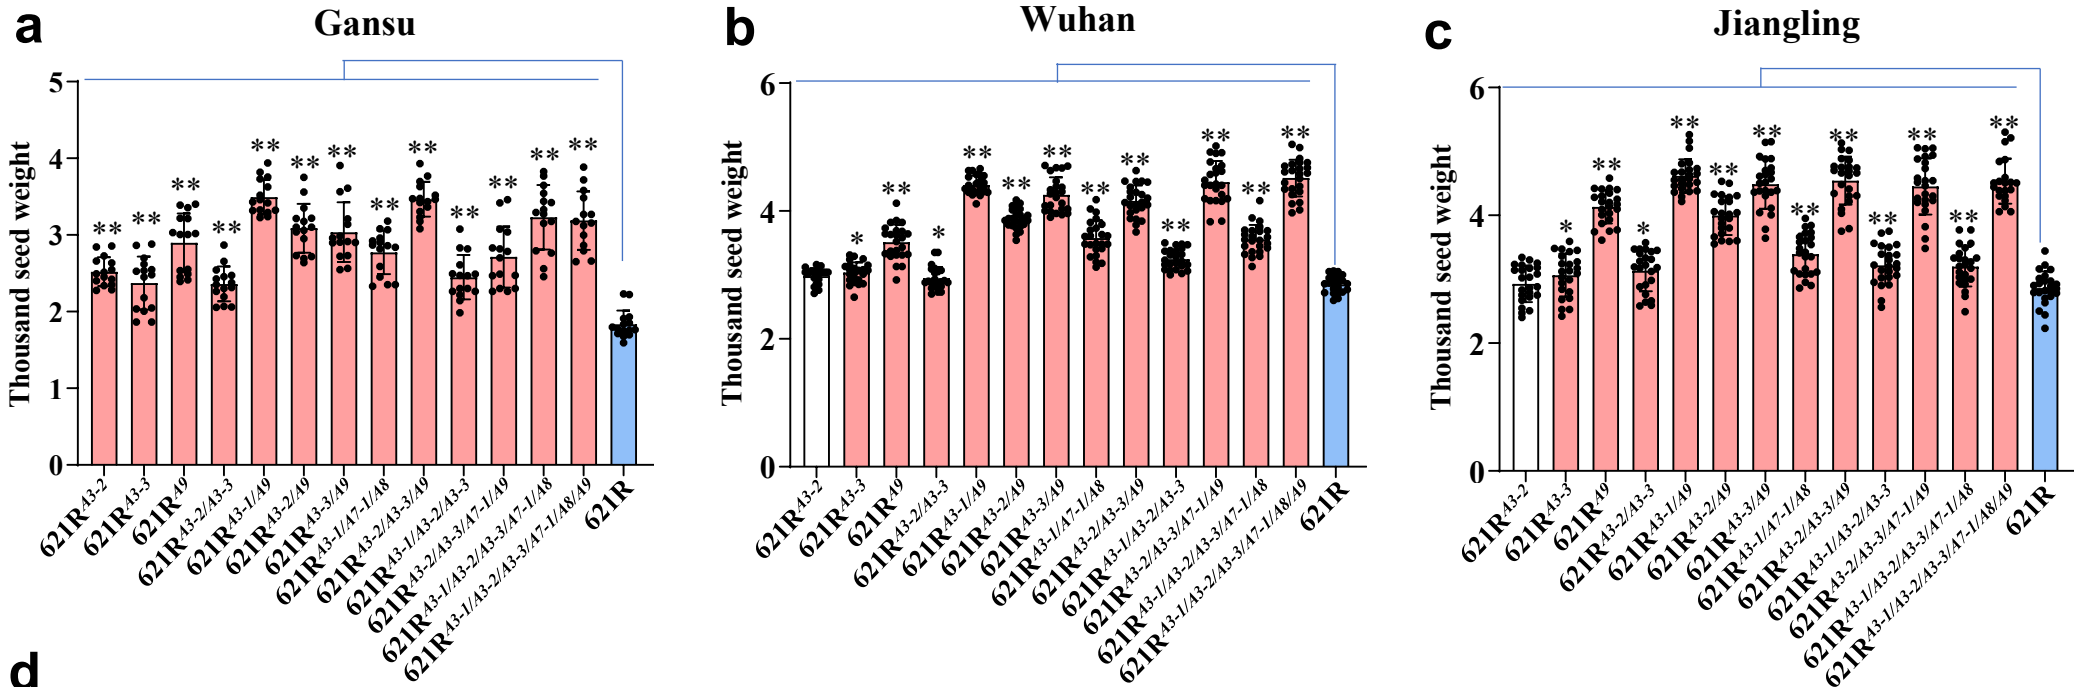 a Gansu
Thousand seed weight
5
4
3
2
1
0
** ** ** ** ** ** ** ** ** ** ** ** **
621R^A3-2
621R^A3-3
621R^A9
621R^A3-2/A3-3
621R^A3-1/A9
621R^A3-2/A9
621R^A3-3/A9
621R^A3-1/A7-1/A8
621R^A3-2/A3-3/A9
621R^A3-1/A3-2/A3-3
621R^A3-2/A3-3/A7-1/A9
621R^A3-1/A3-2/A3-3/A7-1/A8
621R^A3-1/A3-2/A3-3/A7-1/A8/A9
621R
b Wuhan
Thousand seed weight
6
4
2
0
* ** * ** ** ** ** ** ** ** ** **
621R^A3-2
621R^A3-3
621R^A9
621R^A3-2/A3-3
621R^A3-1/A9
621R^A3-2/A9
621R^A3-3/A9
621R^A3-1/A7-1/A8
621R^A3-2/A3-3/A9
621R^A3-1/A3-2/A3-3
621R^A3-2/A3-3/A7-1/A9
621R^A3-1/A3-2/A3-3/A7-1/A8
621R^A3-1/A3-2/A3-3/A7-1/A8/A9
621R
c Jiangling
Thousand seed weight
6
4
2
0
* ** * ** ** ** ** ** ** ** ** **
621R^A3-2
621R^A3-3
621R^A9
621R^A3-2/A3-3
621R^A3-1/A9
621R^A3-2/A9
621R^A3-3/A9
621R^A3-1/A7-1/A8
621R^A3-2/A3-3/A9
621R^A3-1/A3-2/A3-3
621R^A3-2/A3-3/A7-1/A9
621R^A3-1/A3-2/A3-3/A7-1/A8
621R^A3-1/A3-2/A3-3/A7-1/A8/A9
621R
d